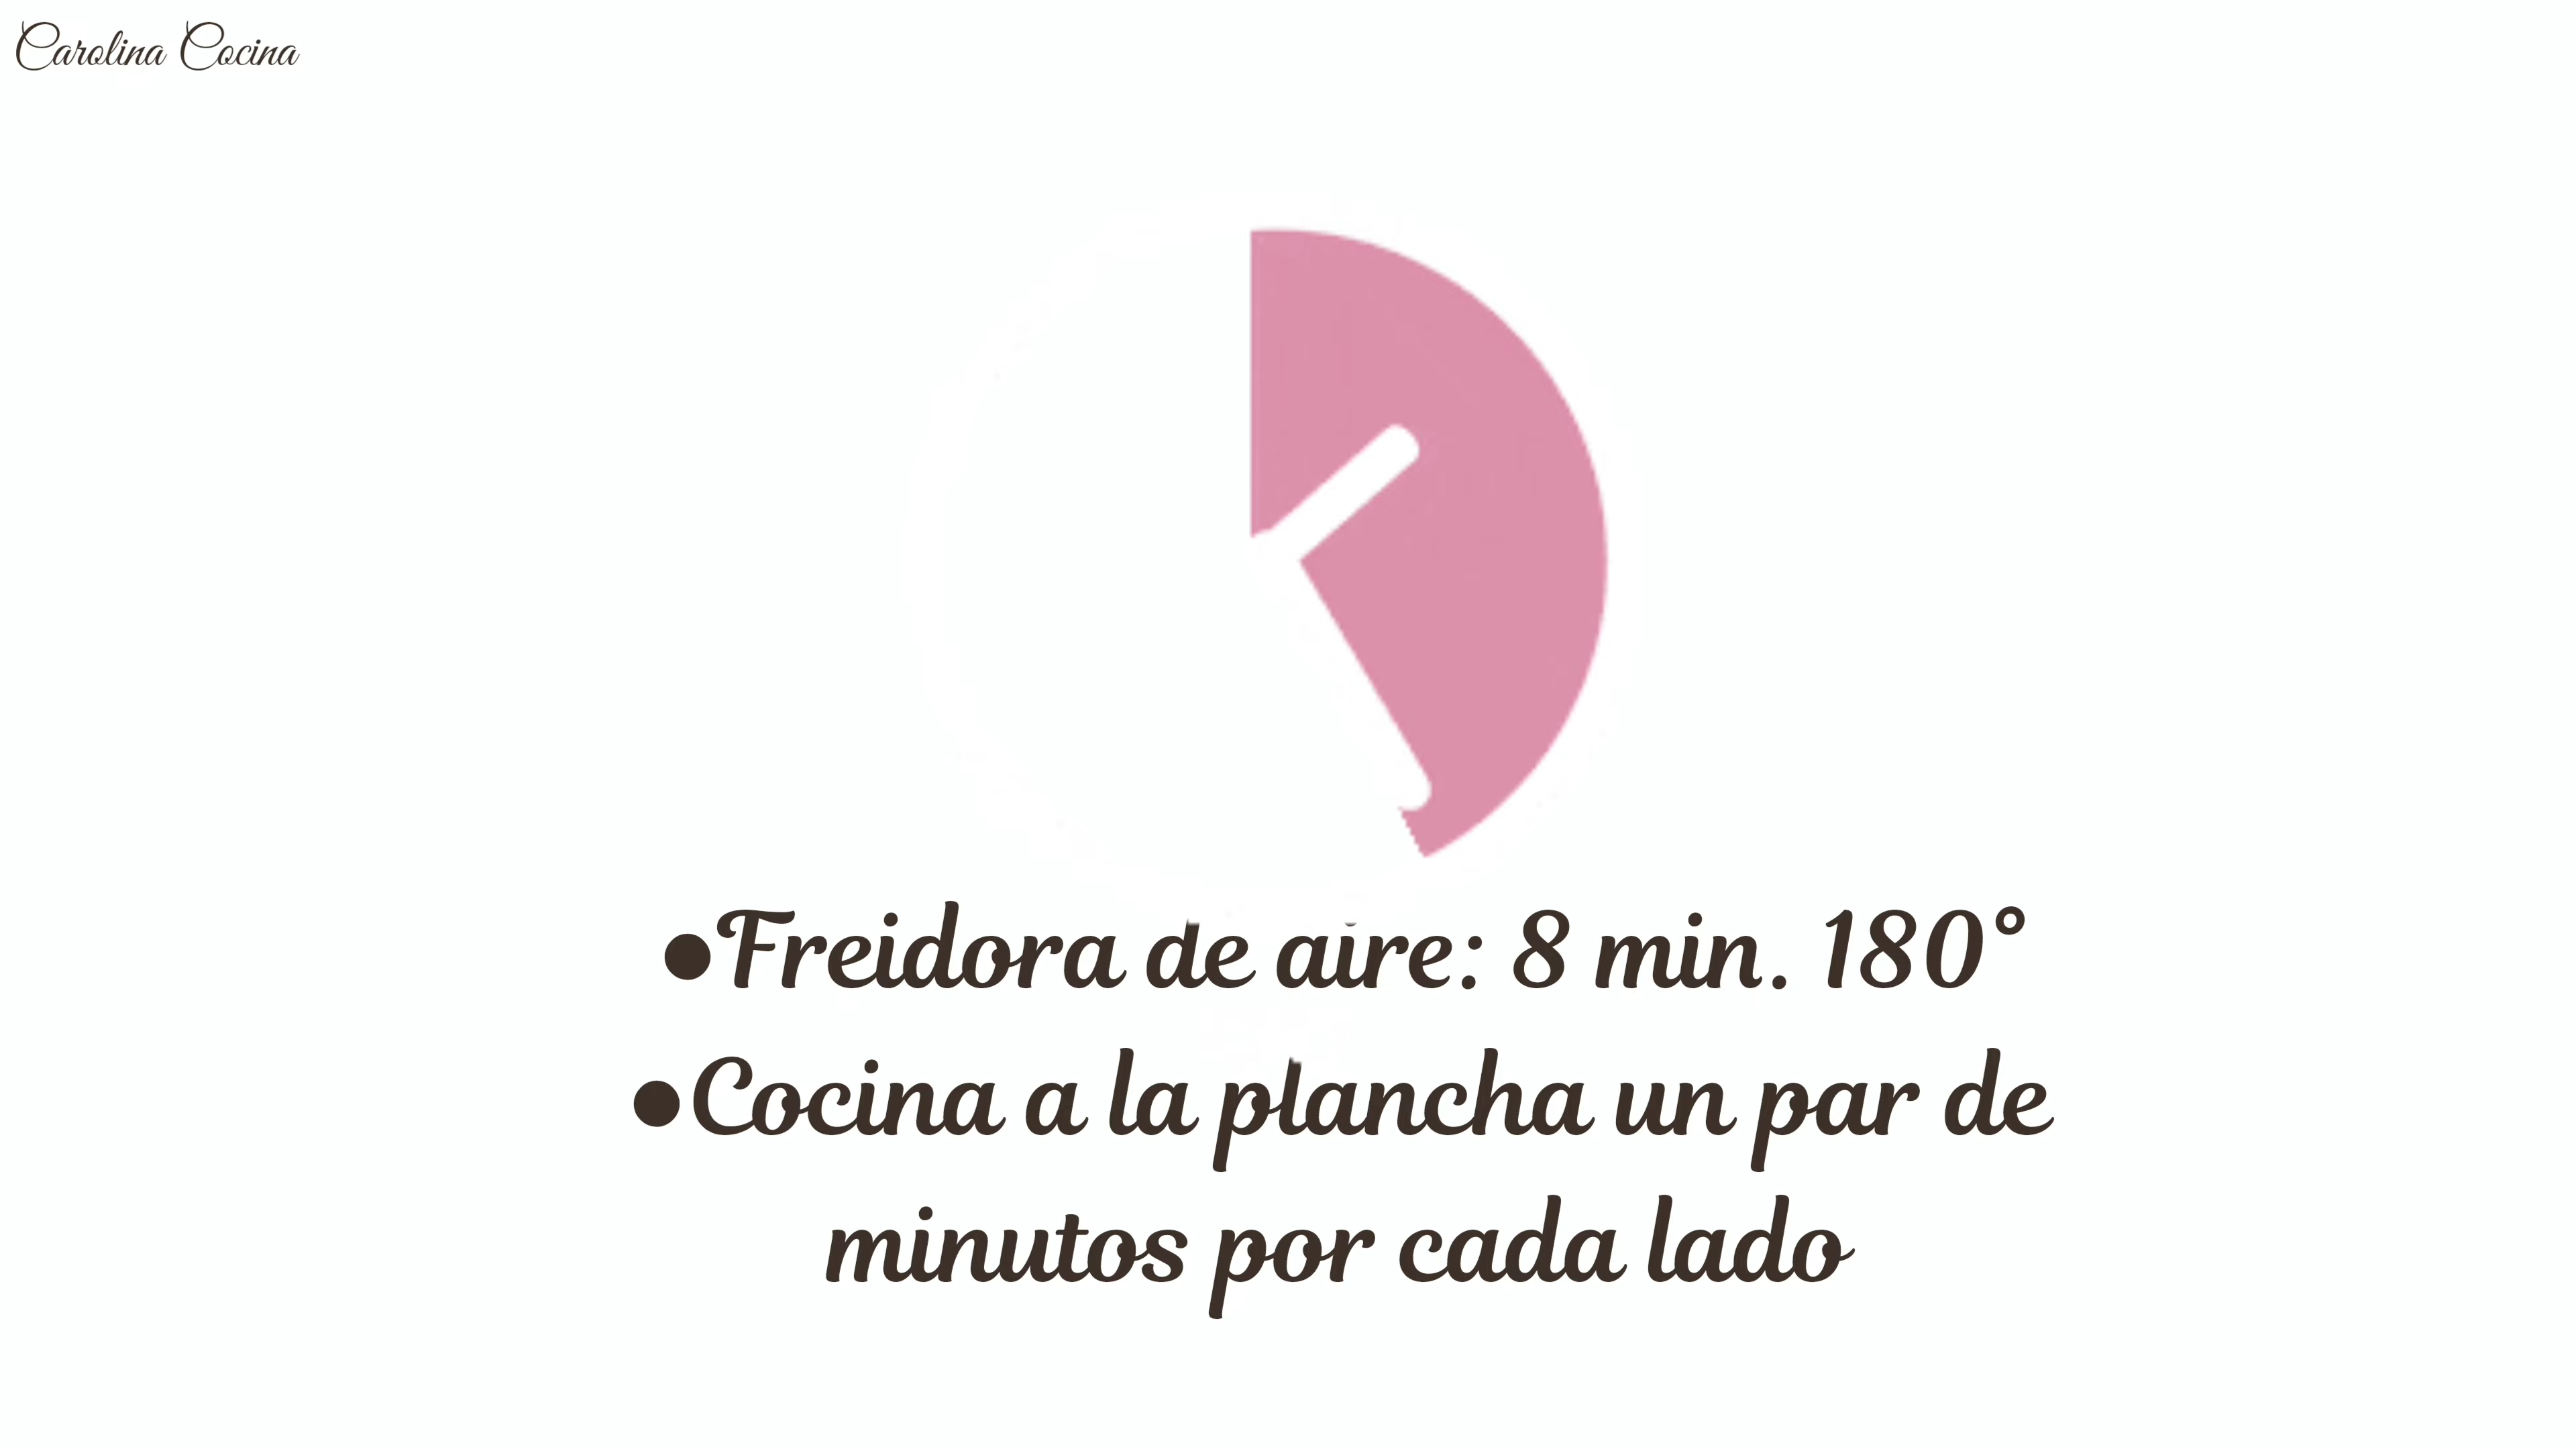 Carolina Cocina
•Freidora de aire: 8 min. 180°
•Cocina a la plancha un par de
minutos por cada lado